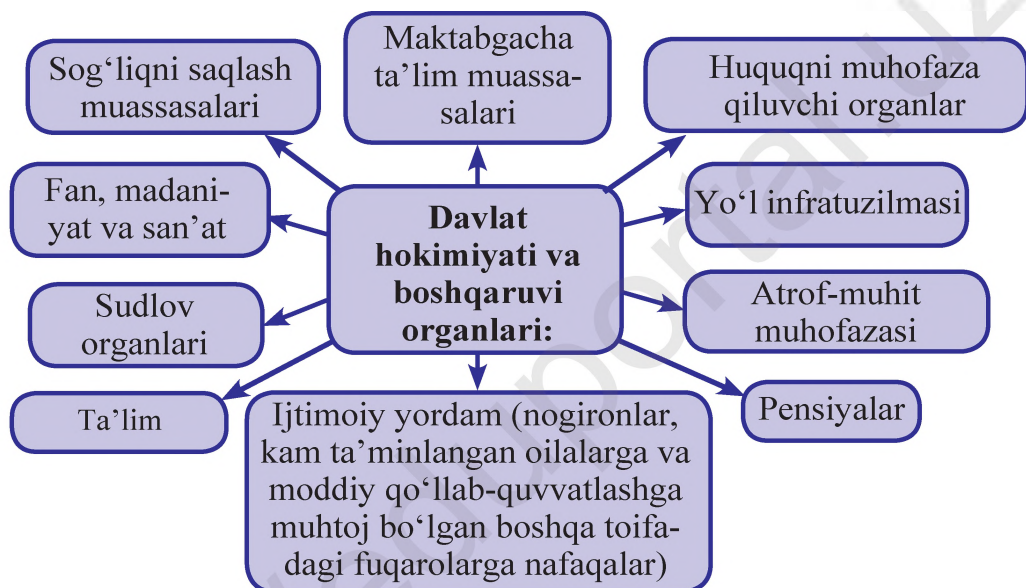 Sog‘liqni saqlash
muassasalari
Maktabgacha
ta’lim muassa-
salari
Huquqni muhofaza
qiluvchi organlar
Fan, madani-
yat va san’at
Davlat
hokimiyati va
boshqaruvi
organlari:
Yo‘l infratuzilmasi
Sudlov
organlari
Atrof-muhit
muhofazasi
Ta’lim
Ijtimoiy yordam (nogironlar,
kam ta’minlangan oilalarga va
moddiy qo‘llab-quvvatlashga
muhtoj bo‘lgan boshqa toifa-
dagi fuqarolarga nafaqalar)
Pensiyalar
eduportal.uz